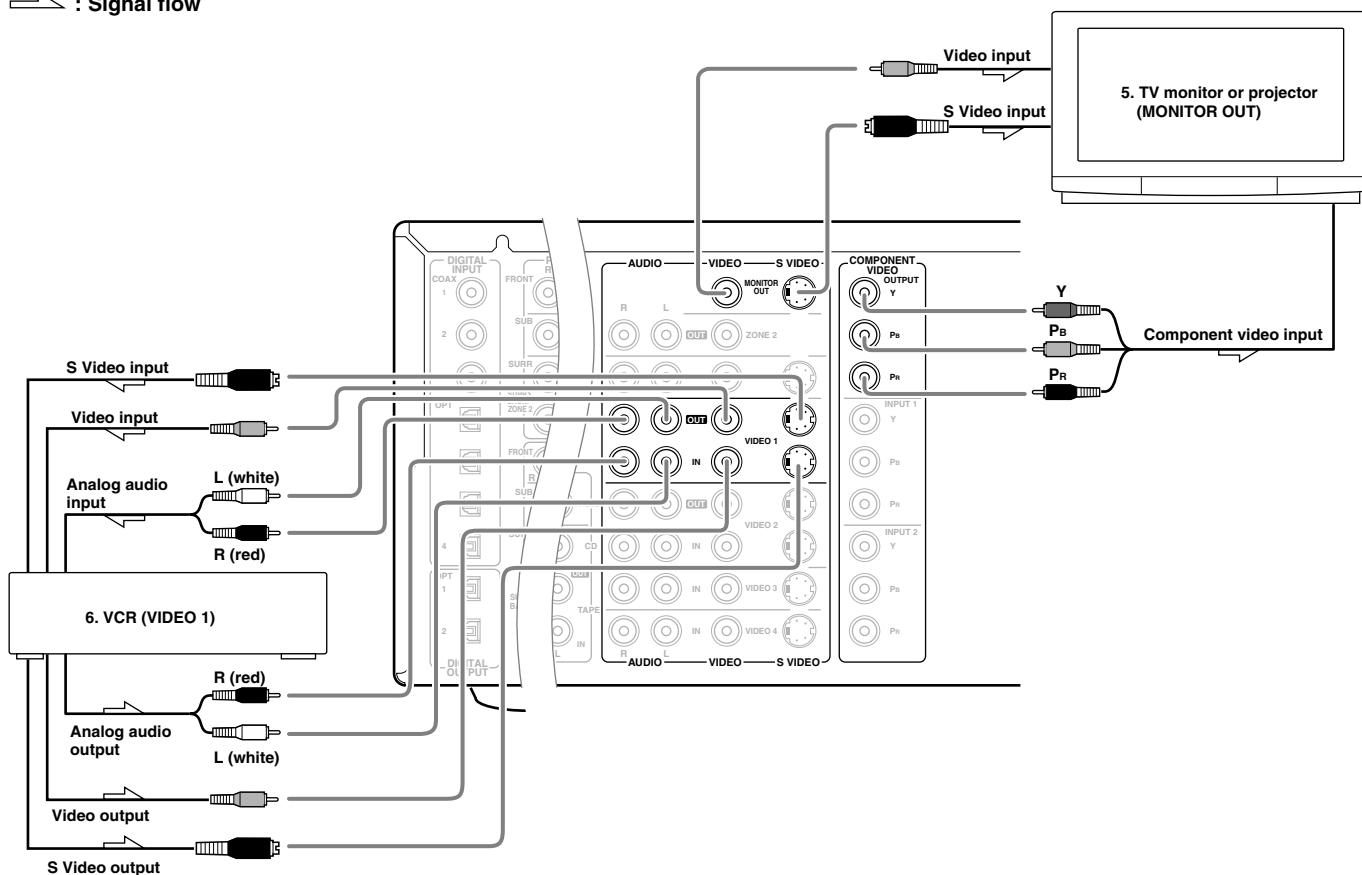 : Signal flow
Video input
S Video input
5. TV monitor or projector
(MONITOR OUT)
DIGITAL
INPUT
COAX
1
2
OPT
4
OPT
1
2
DIGITAL
OUTPUT
FRONT
SUB
SURR
ZONE 2
FRONT
SUB
CD
OUT
TAPE
IN
L
AUDIO
VIDEO
S VIDEO
MONITOR
OUT
R
L
OUT
ZONE 2
OUT
VIDEO 1
IN
OUT
VIDEO 2
IN
IN
VIDEO 3
IN
VIDEO 4
R
L
AUDIO
VIDEO
S VIDEO
COMPONENT
VIDEO
OUTPUT
Y
PB
PR
INPUT 1
Y
PB
PR
INPUT 2
Y
PB
PR
Y
PB
PR
Component video input
S Video input
Video input
Analog audio
input
L (white)
R (red)
6. VCR (VIDEO 1)
R (red)
Analog audio
output
L (white)
Video output
S Video output